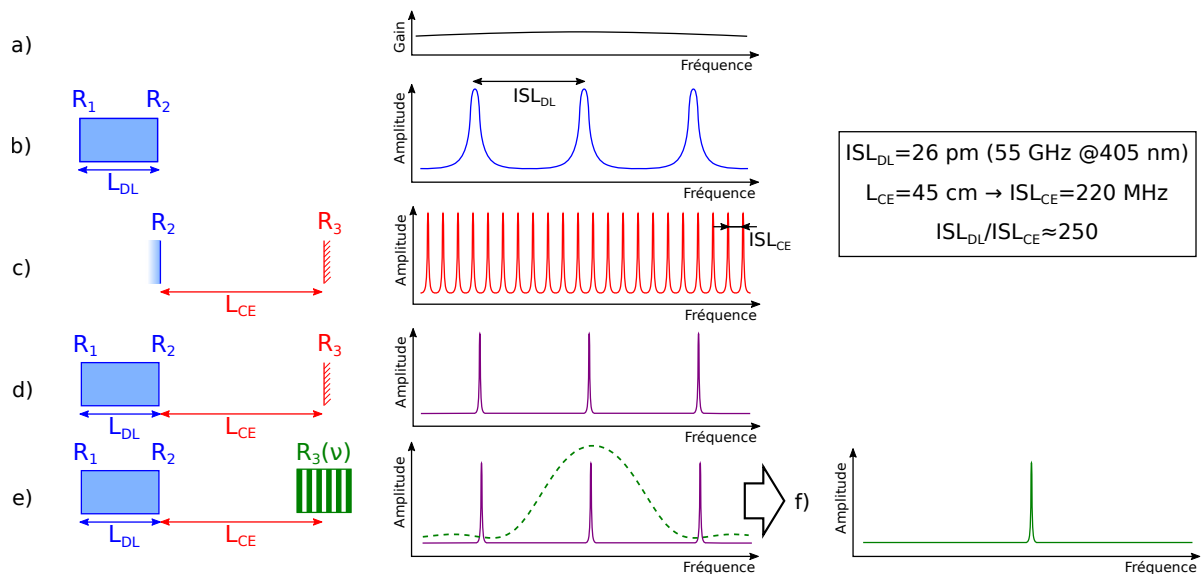 a)
Gain
Fréquence
b)
R1 R2
LDL
Amplitude
ISLDL
Fréquence
ISLDL=26 pm (55 GHz @405 nm)
LCE=45 cm → ISLCE=220 MHz
ISLDL/ISLCE≈250
c)
R2 R3
LCE
Amplitude
ISLCE
Fréquence
d)
R1 R2 R3
LDL LCE
Amplitude
Fréquence
e)
R1 R2 R3(ν)
LDL LCE
Amplitude
Fréquence
f)
Amplitude
Fréquence